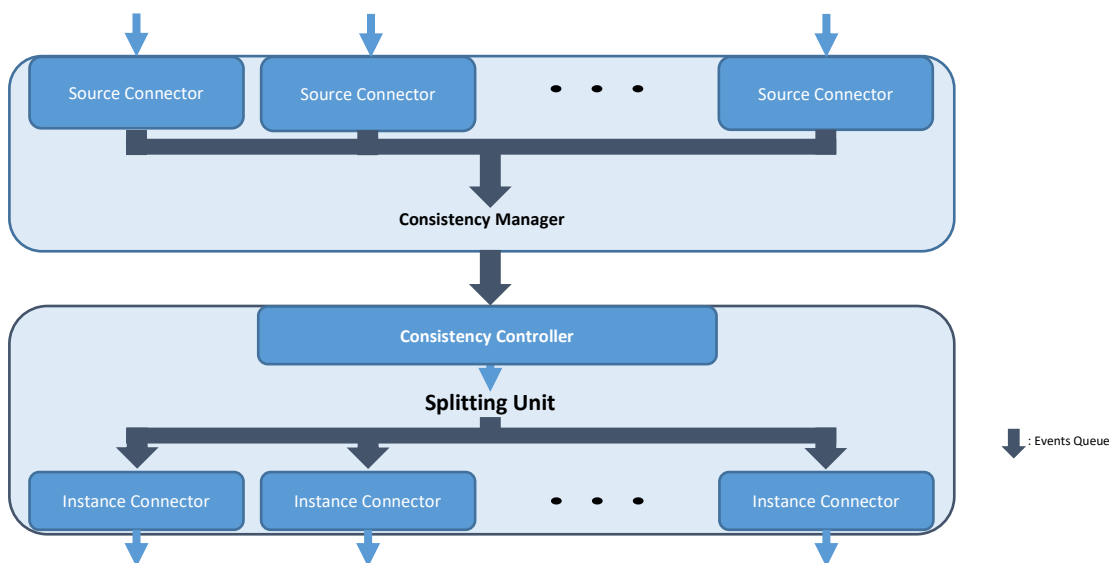 Source Connector
Source Connector
• • •
Source Connector
Consistency Manager
Consistency Controller
Splitting Unit
: Events Queue
Instance Connector
Instance Connector
• • •
Instance Connector